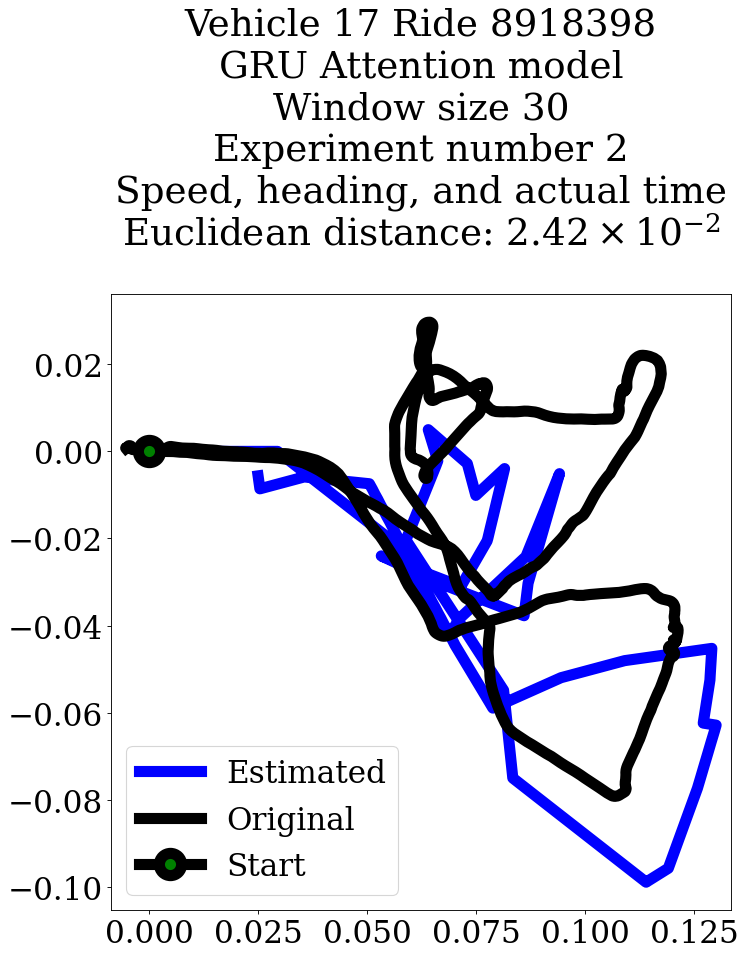 Vehicle 17 Ride 8918398
GRU Attention model
Window size 30
Experiment number 2
Speed, heading, and actual time
Euclidean distance: 2.42 × 10⁻²
0.02
0.00
−0.02
−0.04
−0.06
−0.08
−0.10
Estimated
Original
Start
0.000 0.025 0.050 0.075 0.100 0.125